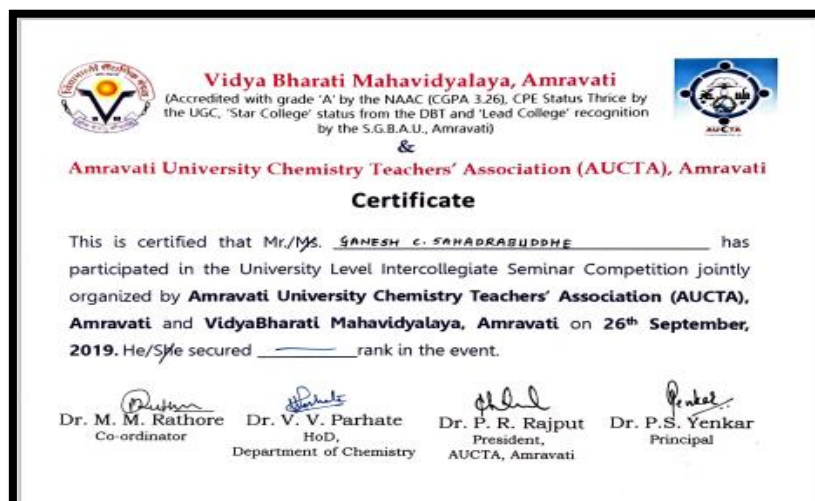 Vidya Bharati Mahavidyalaya, Amravati
(Accredited with grade 'A' by the NAAC (CGPA 3.26), CPE Status Thrice by
the UGC, 'Star College' status from the DBT and 'Lead College' recognition
by the S.G.B.A.U., Amravati)
&
AUCTA
Amravati University Chemistry Teachers' Association (AUCTA), Amravati
Certificate
This is certified that Mr./Ms. GANESH C. SAHADRABUDDHE has
participated in the University Level Intercollegiate Seminar Competition jointly
organized by Amravati University Chemistry Teachers' Association (AUCTA),
Amravati and VidyaBharati Mahavidyalaya, Amravati on 26th September,
2019. He/She secured ——— rank in the event.
Dr. M. M. Rathore Dr. V. V. Parhate Dr. P. R. Rajput Dr. P.S. Yenkar
Co-ordinator HoD, President, Principal
Department of Chemistry AUCTA, Amravati